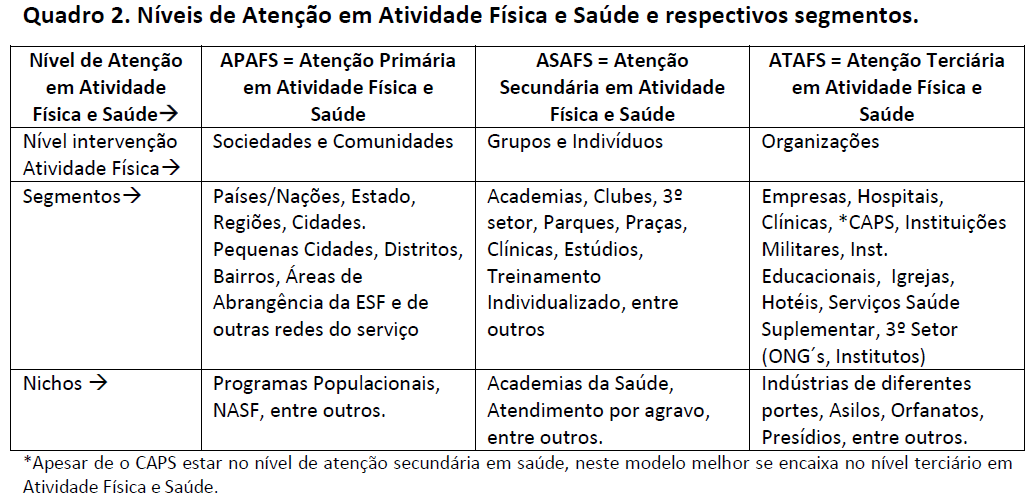 Quadro 2. Níveis de Atenção em Atividade Física e Saúde e respectivos segmentos.
Nível de Atenção
em Atividade
Física e Saúde→
APAFS = Atenção Primária
em Atividade Física e
Saúde
ASAFS = Atenção
Secundária em Atividade
Física e Saúde
ATAFS = Atenção Terciária
em Atividade Física e
Saúde
Nível intervenção
Atividade Física→
Sociedades e Comunidades
Grupos e Indivíduos
Organizações
Segmentos→
Países/Nações, Estado,
Regiões, Cidades.
Pequenas Cidades, Distritos,
Bairros, Áreas de
Abrangência da ESF e de
outras redes do serviço
Academias, Clubes, 3º
setor, Parques, Praças,
Clínicas, Estúdios,
Treinamento
Individualizado, entre
outros
Empresas, Hospitais,
Clínicas, *CAPS, Instituições
Militares, Inst.
Educacionais, Igrejas,
Hotéis, Serviços Saúde
Suplementar, 3º Setor
(ONG´s, Institutos)
Nichos →
Programas Populacionais,
NASF, entre outros.
Academias da Saúde,
Atendimento por agravo,
entre outros.
Indústrias de diferentes
portes, Asilos, Orfanatos,
Presídios, entre outros.
*Apesar de o CAPS estar no nível de atenção secundária em saúde, neste modelo melhor se encaixa no nível terciário em
Atividade Física e Saúde.